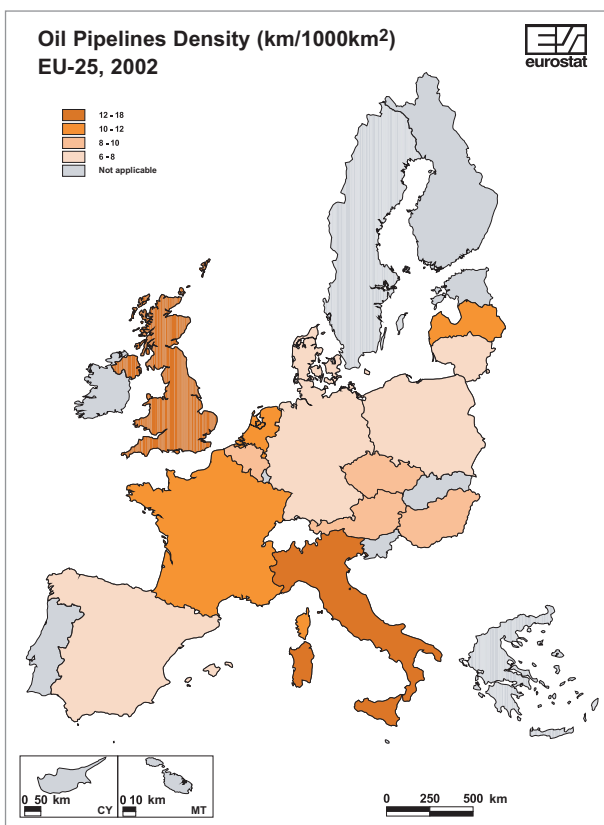 Oil Pipelines Density (km/1000km²)
EU-25, 2002
eurostat
12 - 18
10 - 12
8 - 10
6 - 8
Not applicable
0 50 km
CY
0 10 km
MT
0 250 500 km